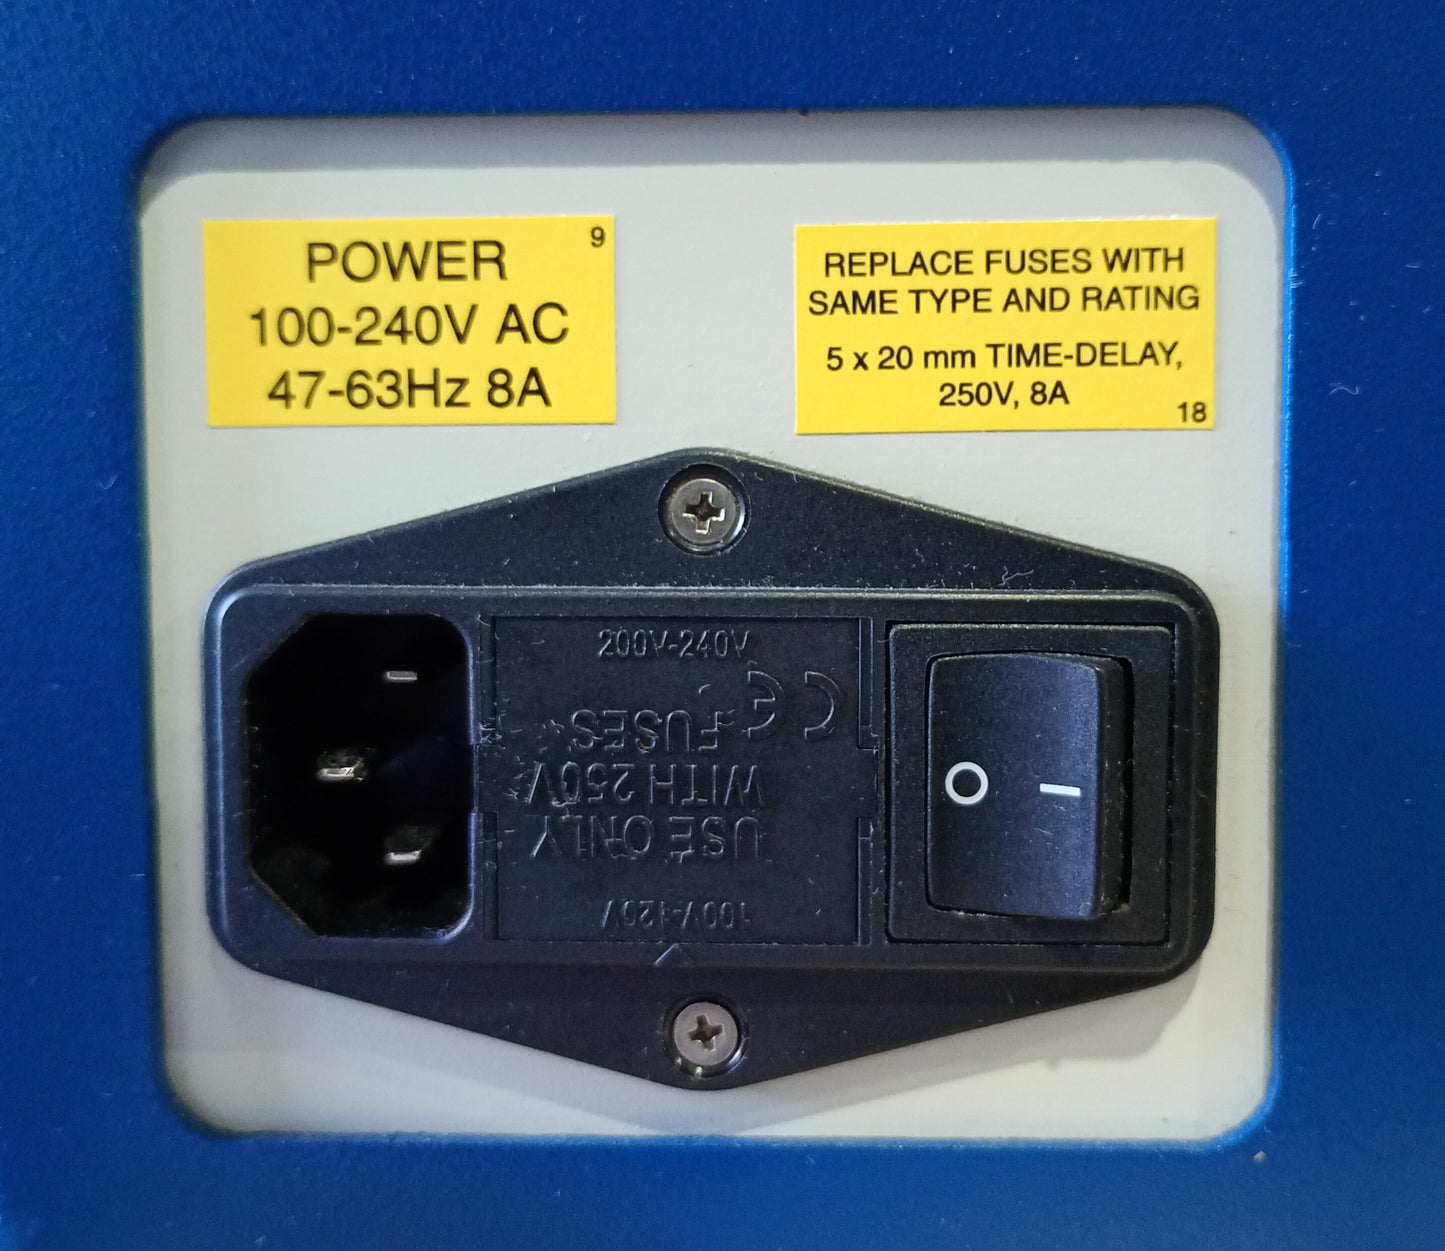 POWER 9
100-240V AC
47-63Hz 8A
REPLACE FUSES WITH
SAME TYPE AND RATING
5 x 20 mm TIME-DELAY,
250V, 8A
18
200V-240V
CE
USE ONLY
WITH 250V
FUSES
100V-120V
O I